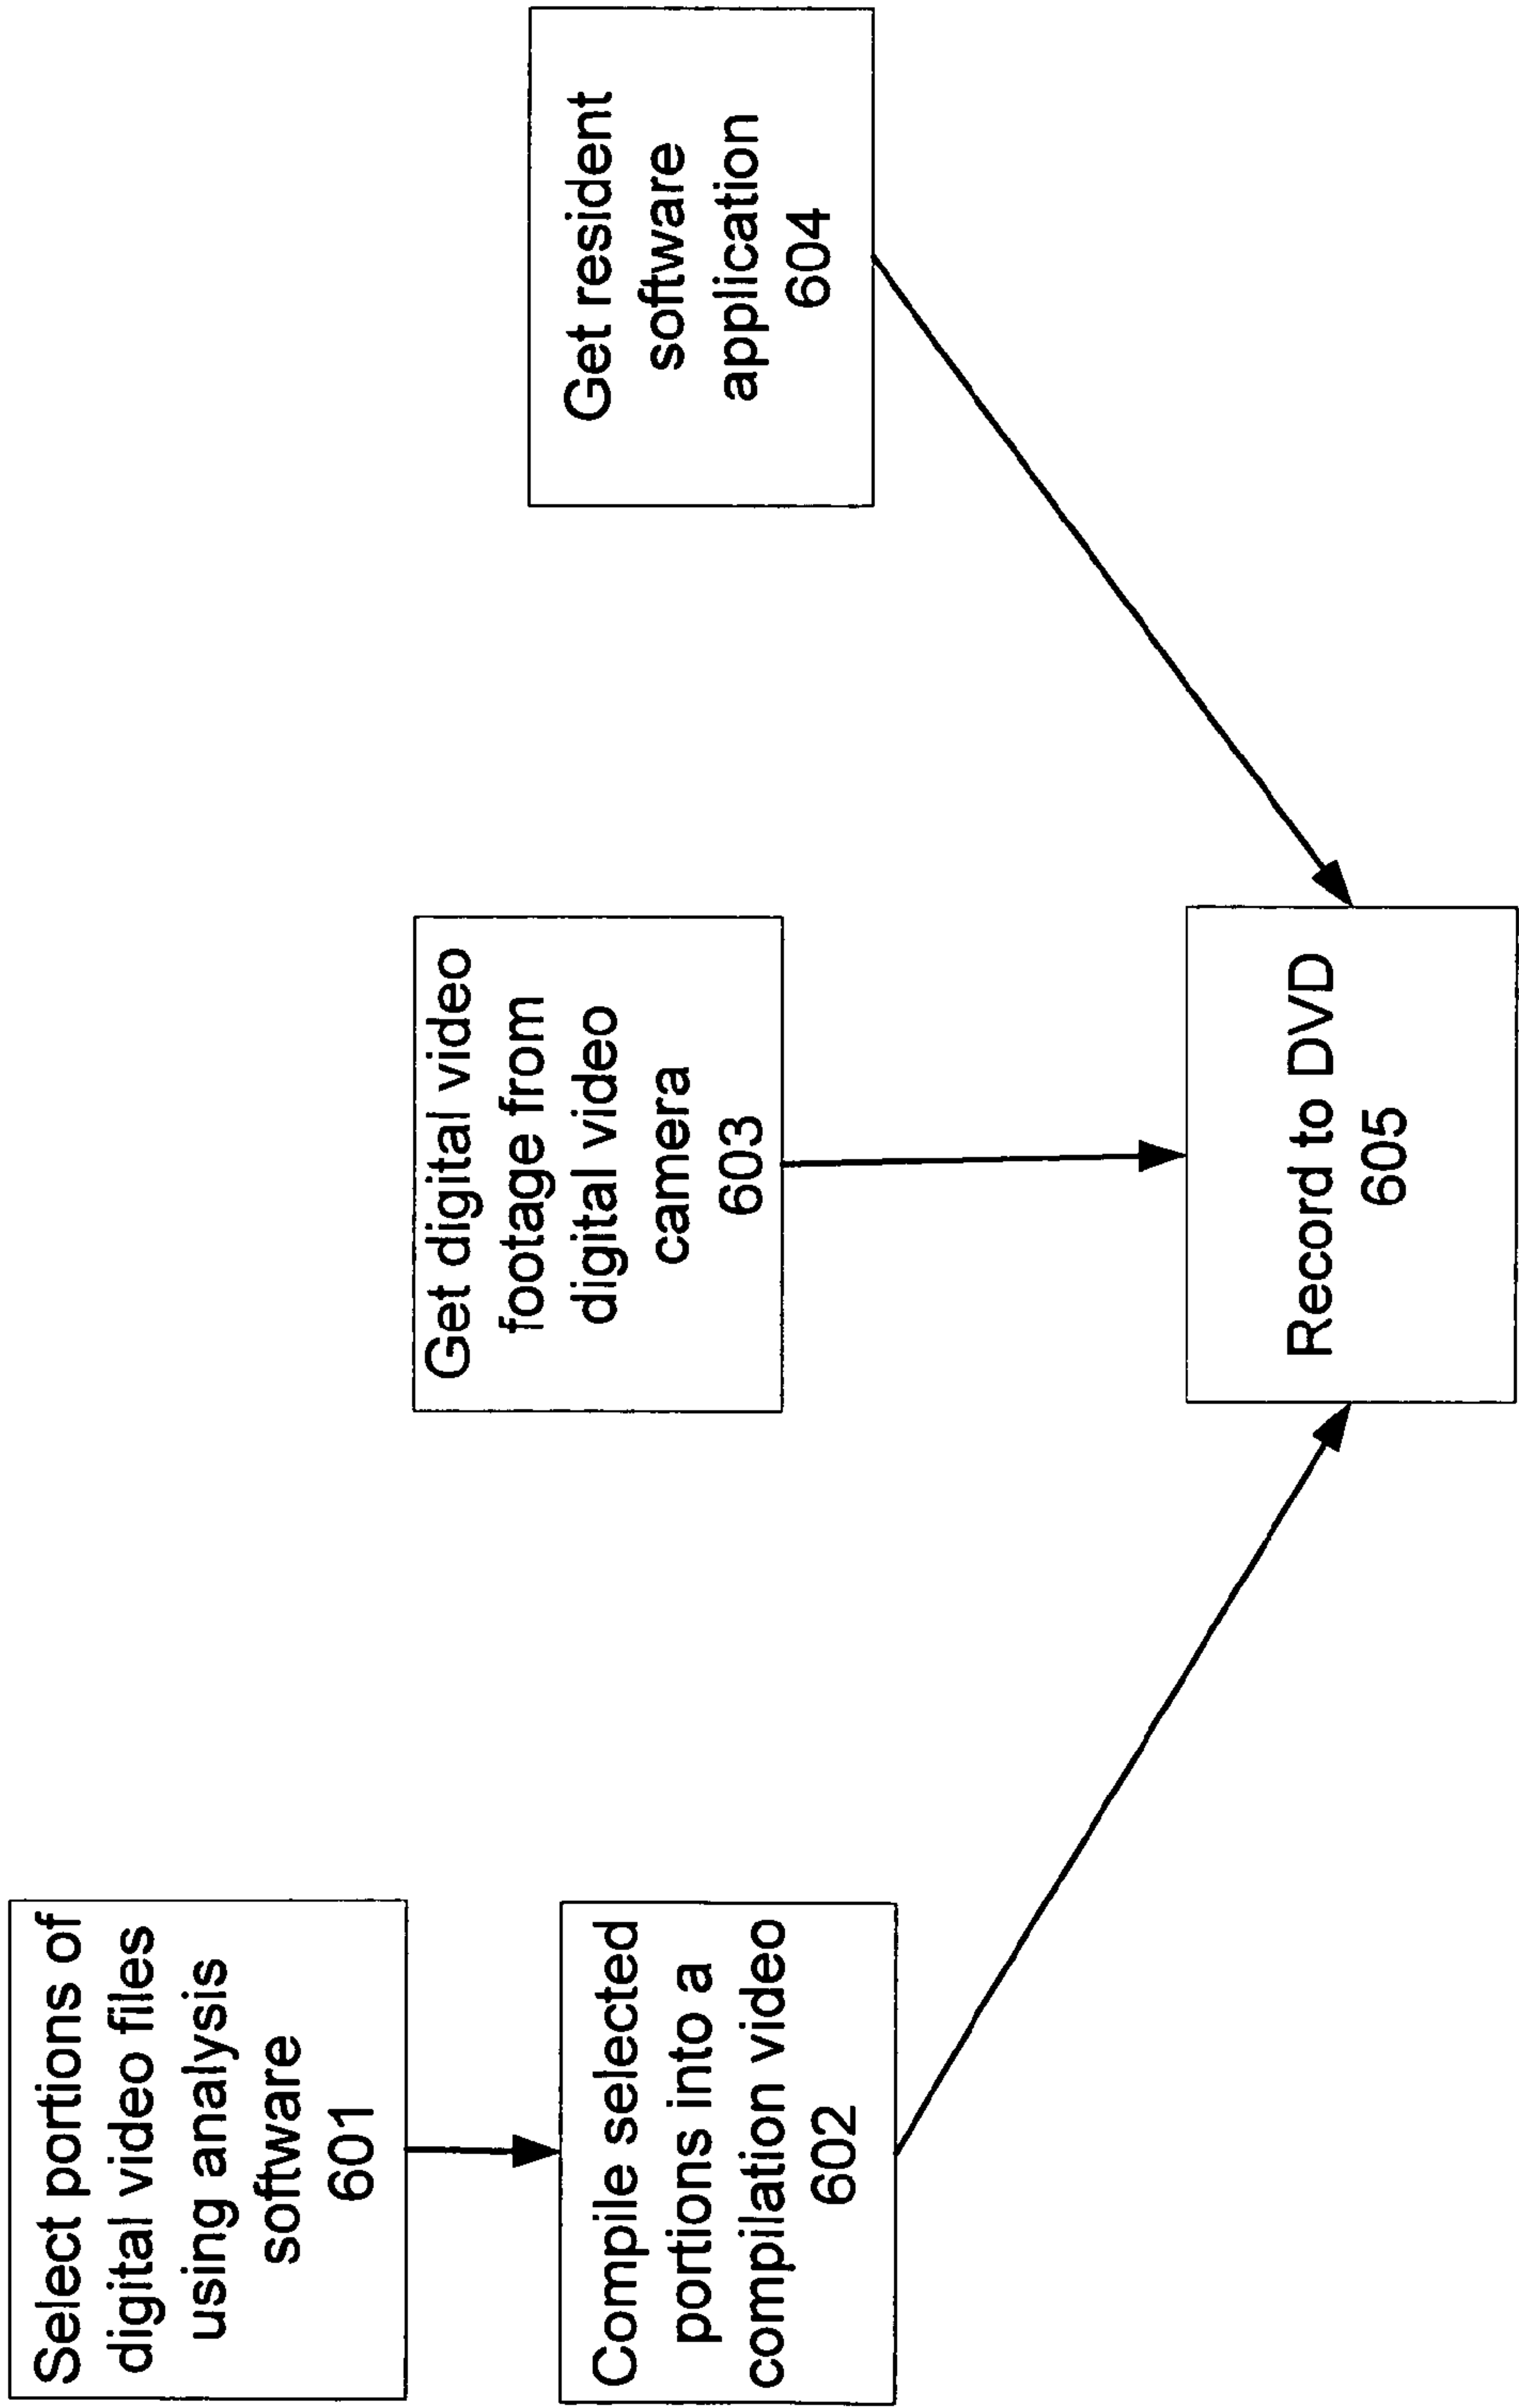 Select portions of
digital video files
using analysis
software
601
Compile selected
portions into a
compilation video
602
Get digital video
footage from
digital video
camera
603
Get resident
software
application
604
Record to DVD
605